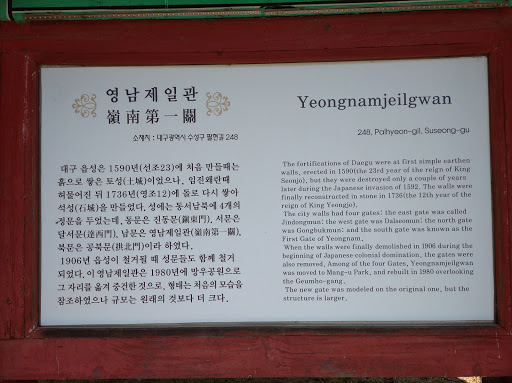 영남제일관
嶺南第一關
소재지 : 대구광역시 수성구 팔현길 248
대구 읍성은 1590년(선조23)에 처음 만들때는
흙으로 쌓은 토성(土城)이었으나, 임진왜란때
허물어진 뒤 1736년(영조12)에 돌로 다시 쌓아
석성(石城)을 만들었다. 성에는 동서남북에 4개의
정문을 두었는데, 동문은 진동문(鎭東門), 서문은
달서문(達西門), 남문은 영남제일관(嶺南第一關),
북문은 공북문(拱北門)이라 하였다.
1906년 읍성이 철거될 때 성문들도 함께 철거
되었다. 이 영남제일관은 1980년에 망우공원으로
그 자리를 옮겨 중건한 것으로, 형태는 처음의 모습을
참조하였으나 규모는 원래의 것보다 더 크다.
Yeongnamjeilgwan
248, Palhyeon-gil, Suseong-gu
The fortifications of Daegu were at first simple earthen
walls, erected in 1590(the 23rd year of the reign of King
Seonjo), but they were destroyed only a couple of years
later during the Japanese invasion of 1592. The walls were
finally reconstructed in stone in 1736(the 12th year of the
reign of King Yeongjo).
The city walls had four gates: the east gate was called
Jindongmun: the west gate was Dalseomun: the north gate
was Gongbukmun: and the south gate was known as the
First Gate of Yeongnam.
When the walls were finally demolished in 1906 during the
beginning of Japanese colonial domination, the gates were
also removed. Among of the four Gates, Yeongnamjeilgwan
was moved to Mang-u Park, and rebuilt in 1980 overlooking
the Geumho-gang.
The new gate was modeled on the original one, but the
structure is larger.